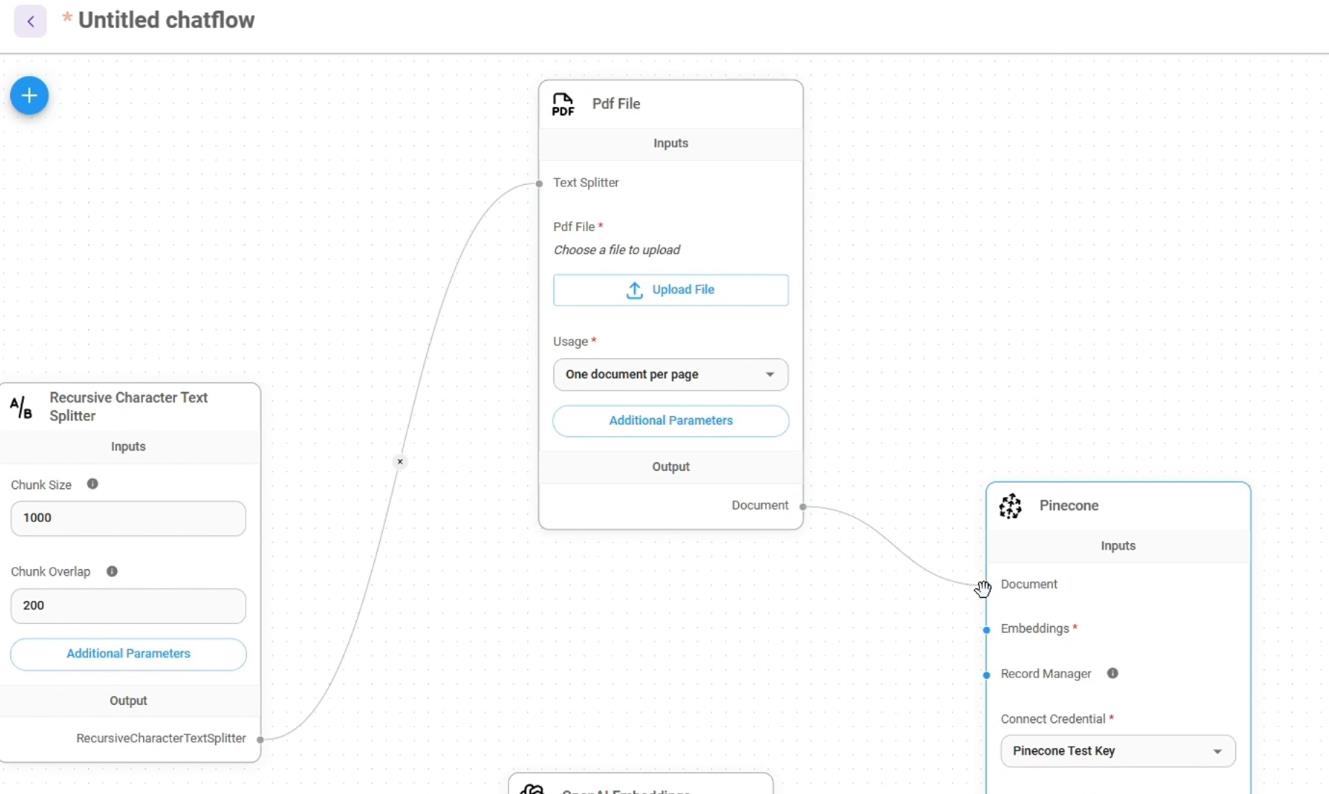 * Untitled chatflow
PDF
Pdf File
Inputs
Text Splitter
Pdf File *
Choose a file to upload
Upload File
Usage *
One document per page
Additional Parameters
Output
Document
A/B
Recursive Character Text
Splitter
Inputs
Chunk Size
1000
Chunk Overlap
200
Additional Parameters
Output
RecursiveCharacterTextSplitter
Pinecone
Inputs
Document
Embeddings *
Record Manager
Connect Credential *
Pinecone Test Key
OpenAI Embeddings